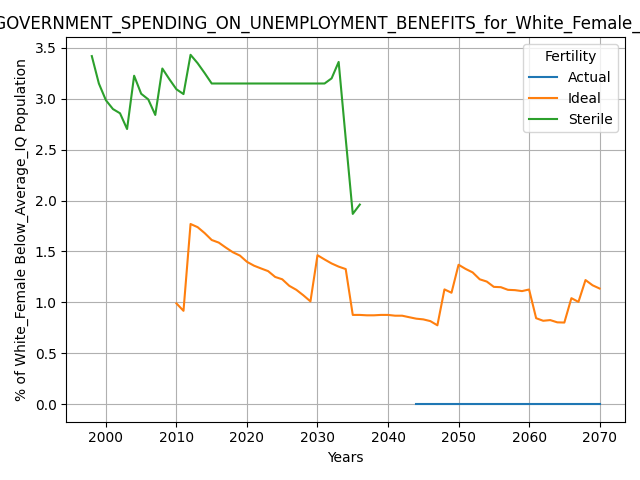 GOVERNMENT_SPENDING_ON_UNEMPLOYMENT_BENEFITS_for_White_Female_
% of White_Female Below_Average_IQ Population
3.5
3.0
2.5
2.0
1.5
1.0
0.5
0.0
Fertility
Actual
Ideal
Sterile
2000 2010 2020 2030 2040 2050 2060 2070
Years